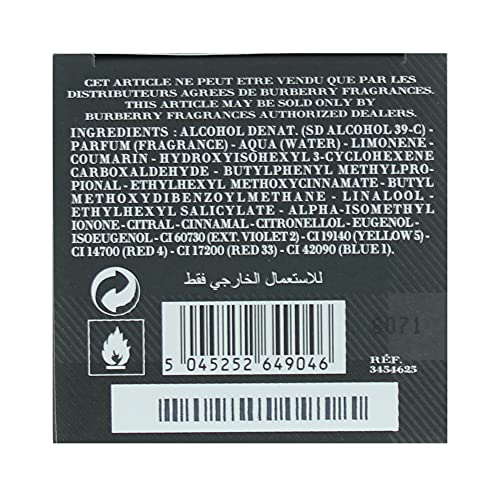 CET ARTICLE NE PEUT ETRE VENDU QUE PAR LES
DISTRIBUTEURS AGREES DE BURBERRY FRAGRANCES.
THIS ARTICLE MAY BE SOLD ONLY BY
BURBERRY FRAGRANCES AUTHORIZED DEALERS.
INGREDIENTS : ALCOHOL DENAT. (SD ALCOHOL 39-C) -
PARFUM (FRAGRANCE) - AQUA (WATER) - LIMONENE-
COUMARIN - HYDROXYISOHEXYL 3-CYCLOHEXENE
CARBOXALDEHYDE - BUTYLPHENYL METHYLPRO-
PIONAL - ETHYLHEXYL METHOXYCINNAMATE - BUTYL
METHOXYDIBENZOYLMETHANE - LINALOOL -
ETHYLHEXYL SALICYLATE - ALPHA-ISOMETHYL
IONONE - CITRAL - CINNAMAL - CITRONELLOL - EUGENOL-
ISOEUGENOL - CI 60730 (EXT. VIOLET 2) - CI 19140 (YELLOW 5) -
CI 14700 (RED 4) - CI 17200 (RED 33) - CI 42090 (BLUE 1).
للاستعمال الخارجي فقط
8071
5 045252 649046
RÉF.
3454625